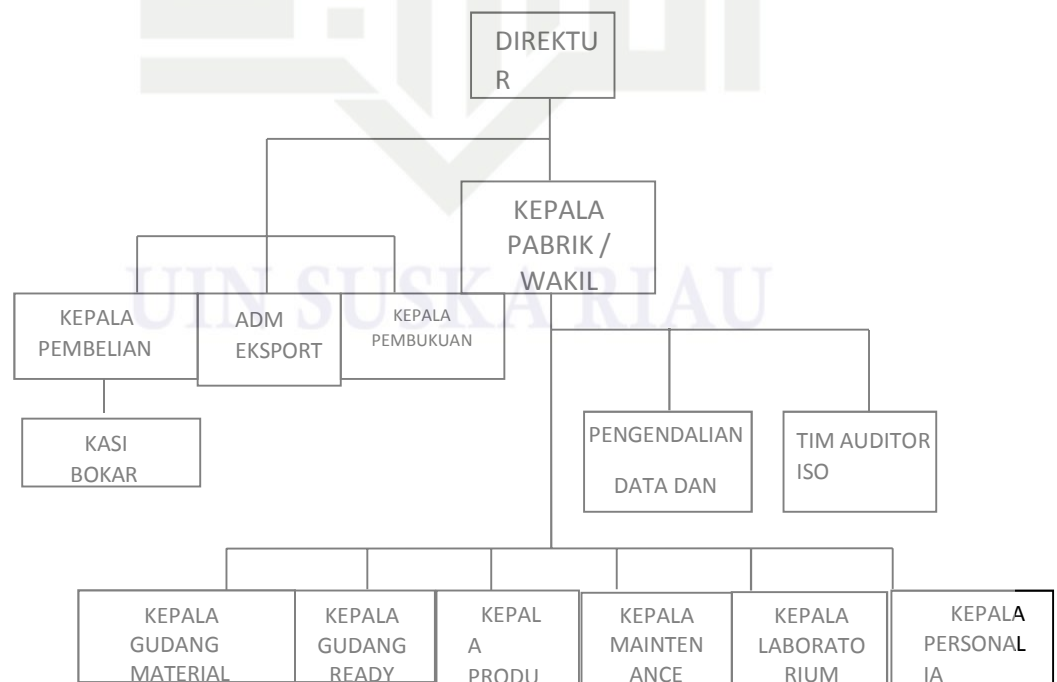 DIREKTU
R
KEPALA
PABRIK /
WAKIL
UIN SUSKA RIAU
KEPALA
PEMBELIAN
ADM
EKSPORT
KEPALA
PEMBUKUAN
KASI
BOKAR
PENGENDALIAN
DATA DAN
TIM AUDITOR
ISO
KEPALA
GUDANG
MATERIAL
KEPALA
GUDANG
READY
KEPAL
A
PRODU
KEPALA
MAINTEN
ANCE
KEPALA
LABORATO
RIUM
KEPALA
PERSONAL
IA